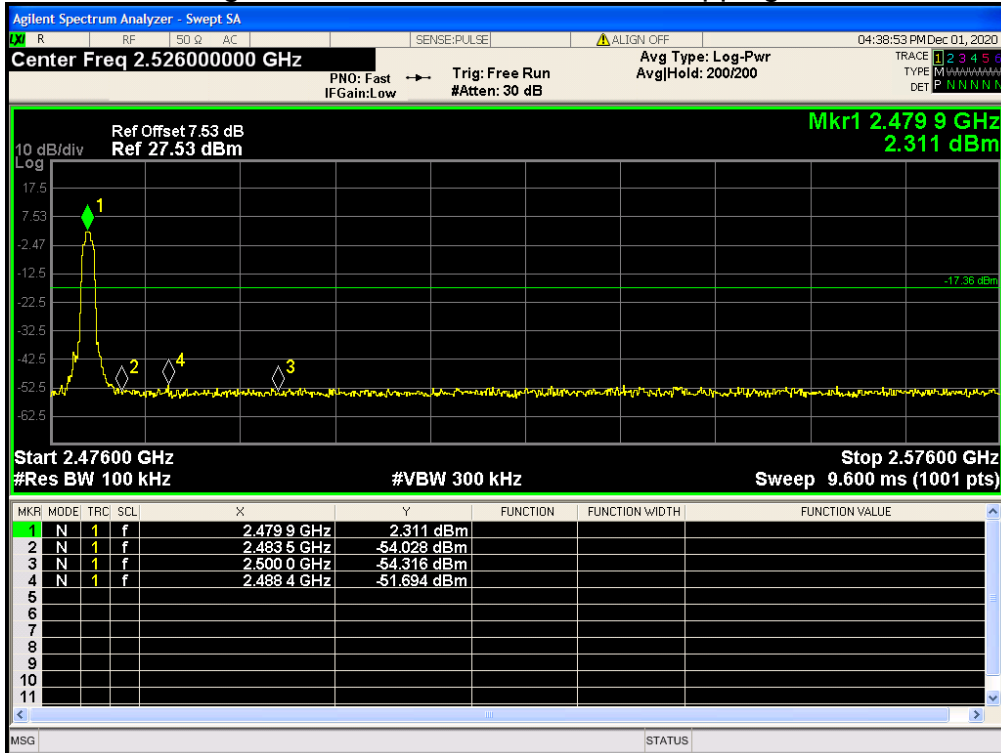 Agilent Spectrum Analyzer - Swept SA
LXI R RF 50 Ω AC SENSE:PULSE ALIGN OFF 04:38:53 PM Dec 01, 2020
Center Freq 2.526000000 GHz
PNO: Fast Trig: Free Run Avg Type: Log-Pwr TRACE 1 2 3 4 5 6
IFGain:Low #Atten: 30 dB Avg|Hold: 200/200 TYPE M
DET P N N N N N
Mkr1 2.479 9 GHz
Ref Offset 7.53 dB
10 dB/div Ref 27.53 dBm 2.311 dBm
Log
17.5
1
7.53
-2.47
-12.5
-17.36 dBm
-22.5
-32.5
-42.5
2 4 3
-52.5
-62.5
Start 2.47600 GHz Stop 2.57600 GHz
#Res BW 100 kHz #VBW 300 kHz Sweep 9.600 ms (1001 pts)
MKR MODE TRC SCL X Y FUNCTION FUNCTION WIDTH FUNCTION VALUE
1 N 1 f 2.479 9 GHz 2.311 dBm
2 N 1 f 2.483 5 GHz -54.028 dBm
3 N 1 f 2.500 0 GHz -54.316 dBm
4 N 1 f 2.488 4 GHz -51.694 dBm
5
6
7
8
9
10
11
MSG STATUS